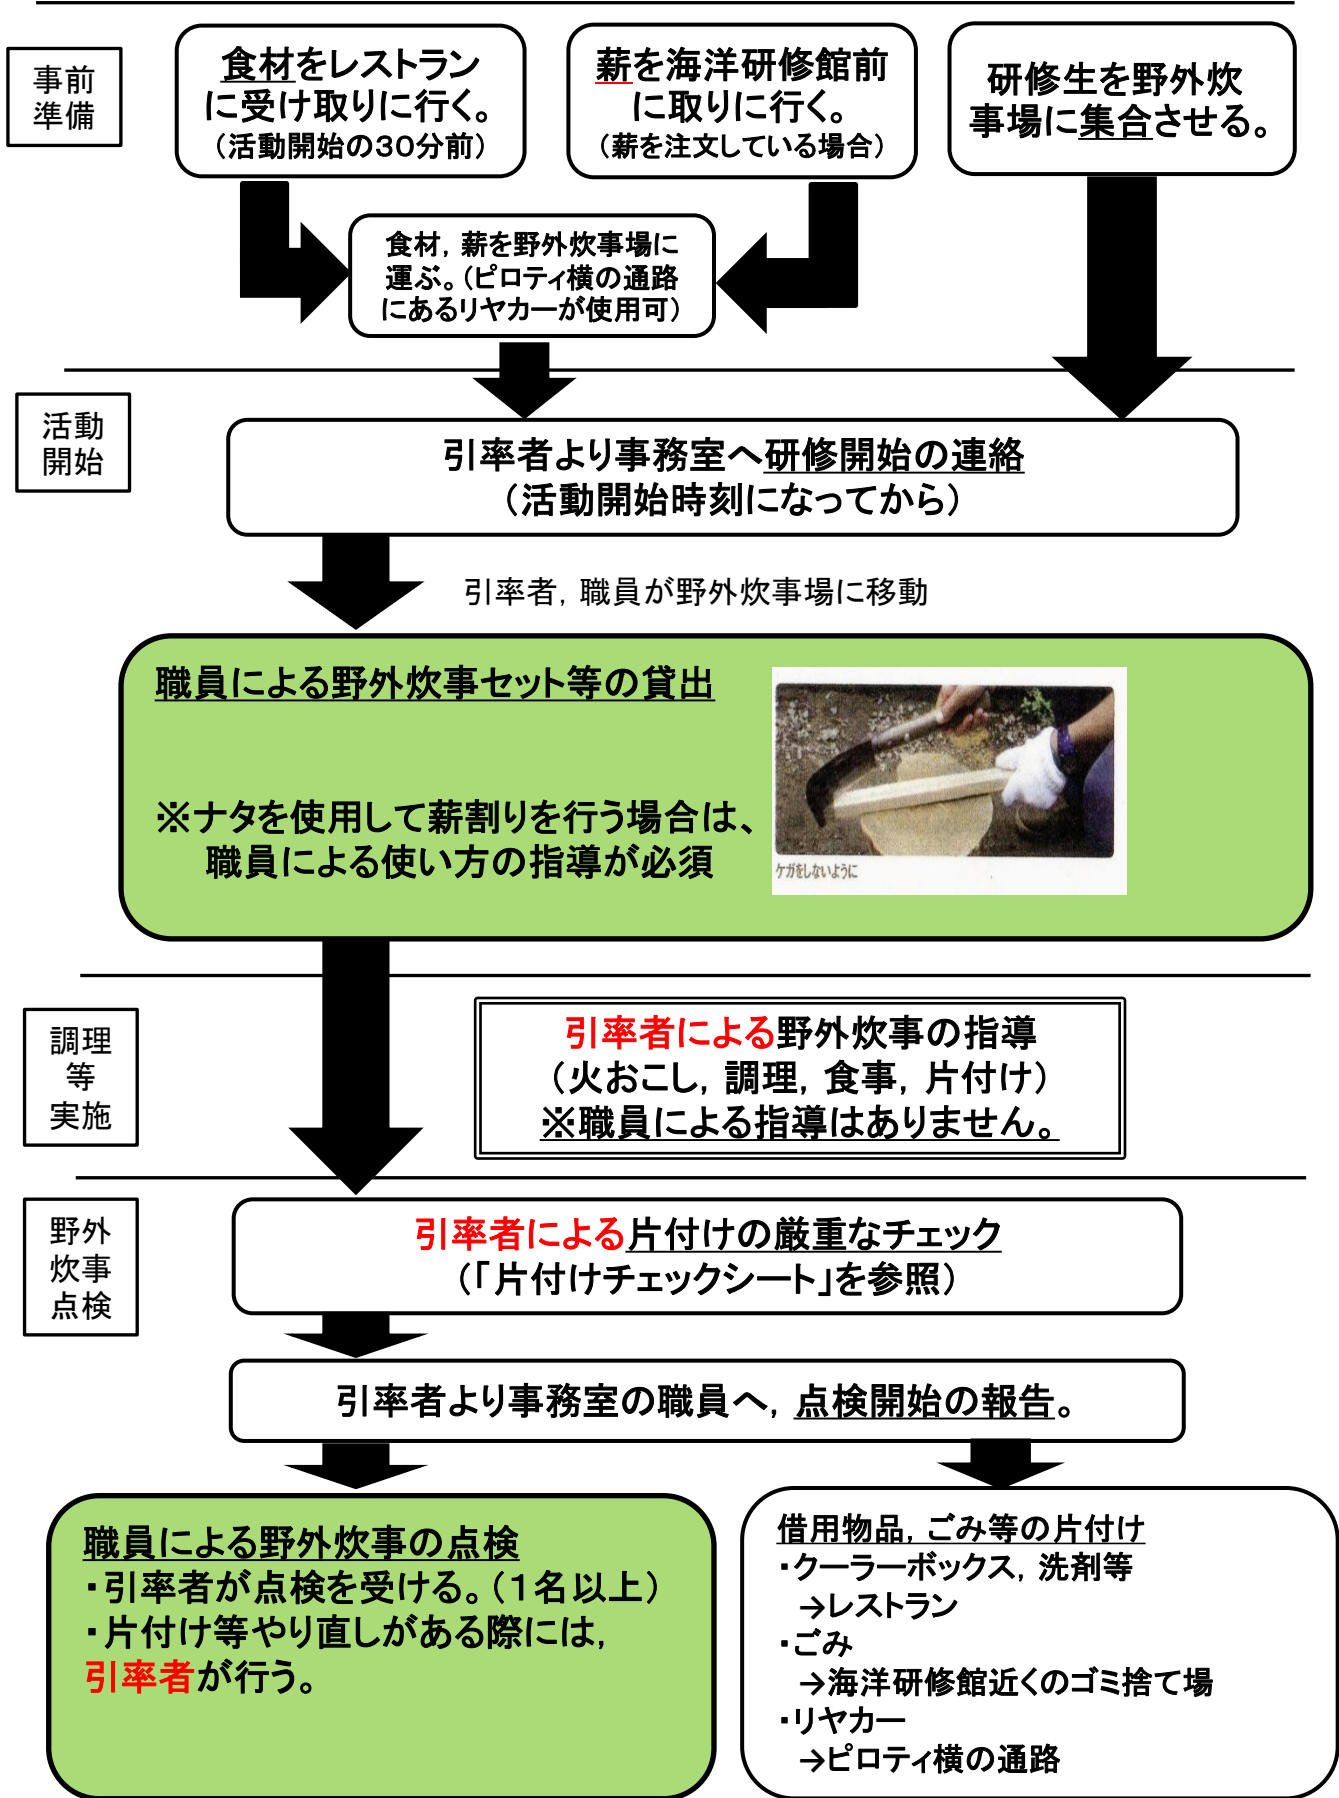 事前
準備
食材をレストラン
に受け取りに行く。
（活動開始の３０分前）
薪を海洋研修館前
に取りに行く。
（薪を注文している場合）
研修生を野外炊
事場に集合させる。
食材，薪を野外炊事場に
運ぶ。（ピロティ横の通路
にあるリヤカーが使用可）
活動
開始
引率者より事務室へ研修開始の連絡
（活動開始時刻になってから）
引率者，職員が野外炊事場に移動
職員による野外炊事セット等の貸出
※ナタを使用して薪割りを行う場合は、
職員による使い方の指導が必須
ケガをしないように
調理
等
実施
引率者による野外炊事の指導
（火おこし，調理，食事，片付け）
※職員による指導はありません。
野外
炊事
点検
引率者による片付けの厳重なチェック
（「片付けチェックシート」を参照）
引率者より事務室の職員へ，点検開始の報告。
職員による野外炊事の点検
・引率者が点検を受ける。（１名以上）
・片付け等やり直しがある際には，
引率者が行う。
借用物品，ごみ等の片付け
・クーラーボックス，洗剤等
→レストラン
・ごみ
→海洋研修館近くのゴミ捨て場
・リヤカー
→ピロティ横の通路